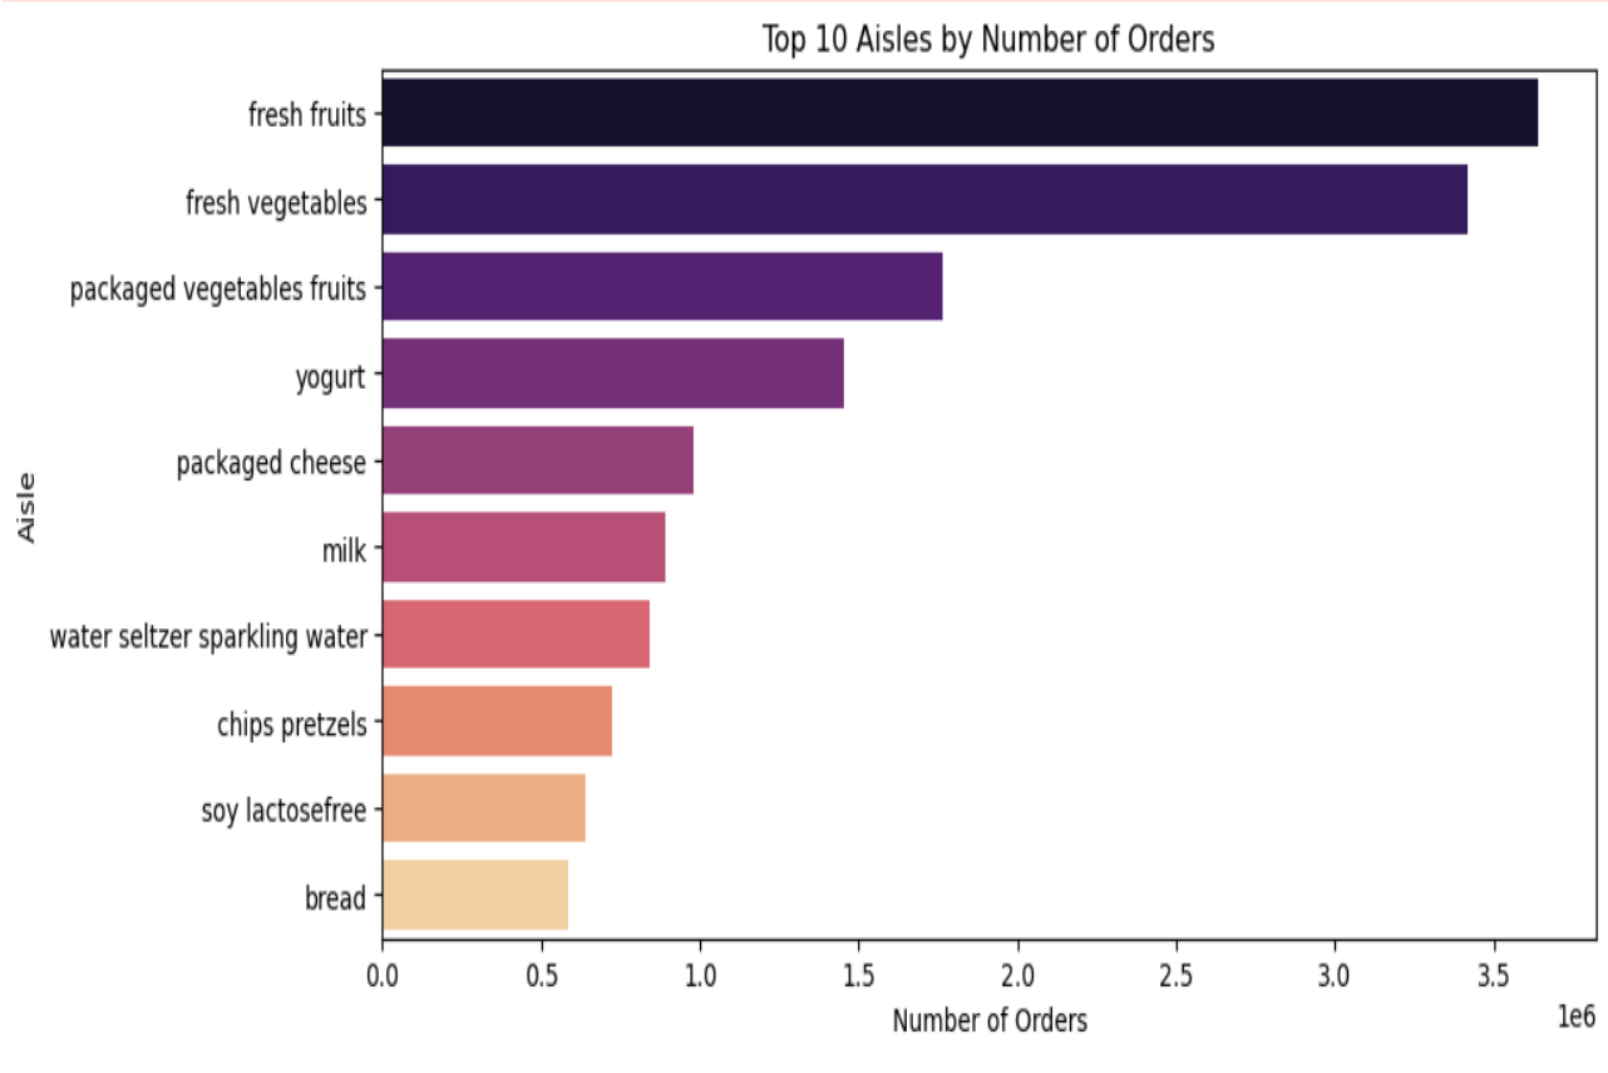 Top 10 Aisles by Number of Orders
fresh fruits
fresh vegetables
packaged vegetables fruits
yogurt
packaged cheese
Aisle
milk
water seltzer sparkling water
chips pretzels
soy lactosefree
bread
0.0 0.5 1.0 1.5 2.0 2.5 3.0 3.5
Number of Orders
1e6